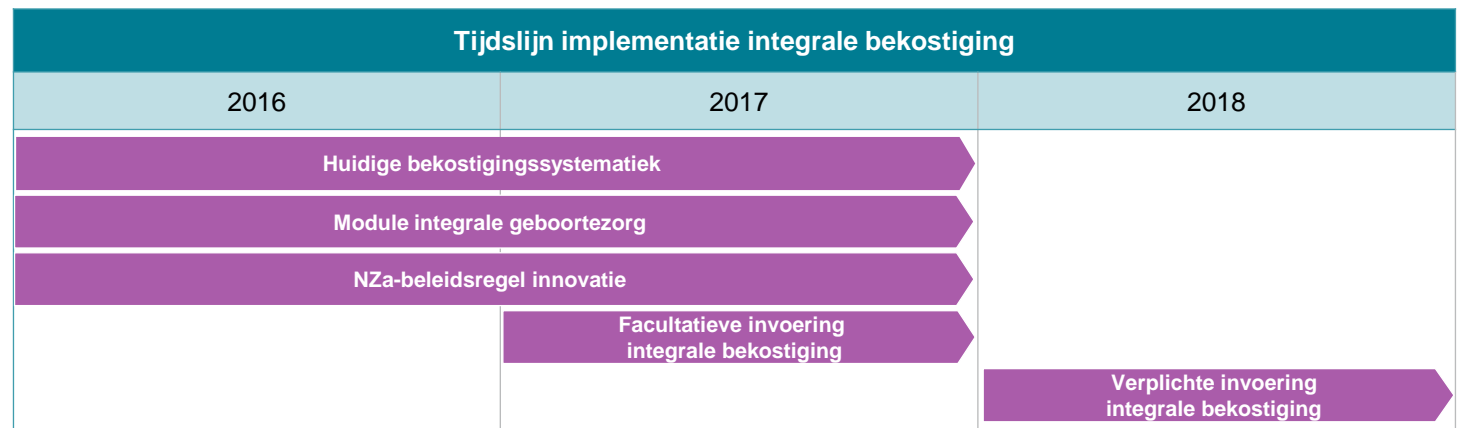 Tijdslijn implementatie integrale bekostiging
2016 2017 2018
Huidige bekostigingssystematiek
Module integrale geboortezorg
NZa-beleidsregel innovatie
Facultatieve invoering
integrale bekostiging
Verplichte invoering
integrale bekostiging